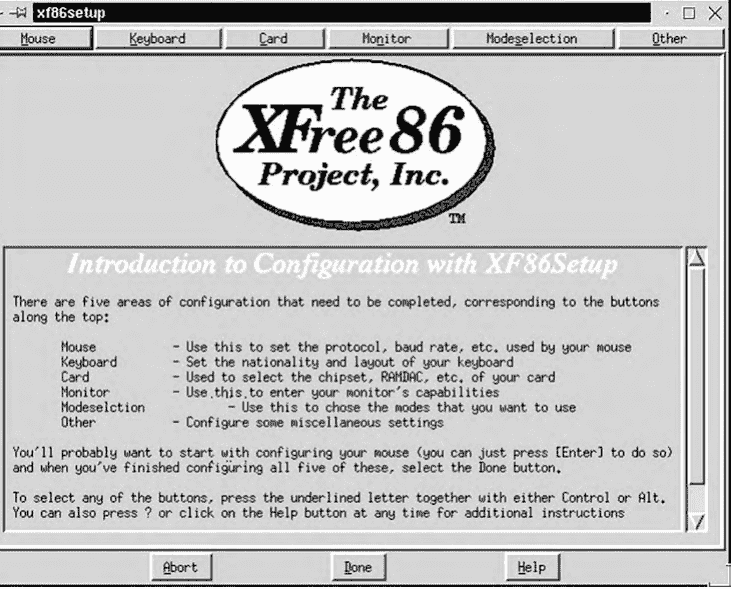 xf86setup
Mouse Keyboard Card Monitor Modeselection Other
The
XFree86
Project, Inc.
TM
Introduction to Configuration with XF86Setup
There are five areas of configuration that need to be completed, corresponding to the buttons
along the top:
Mouse - Use this to set the protocol, baud rate, etc. used by your mouse
Keyboard - Set the nationality and layout of your keyboard
Card - Used to select the chipset, RAMDAC, etc. of your card
Monitor - Use this to enter your monitor's capabilities
Modeselction - Use this to chose the modes that you want to use
Other - Configure some miscellaneous settings
You'll probably want to start with configuring your mouse (you can just press [Enter] to do so)
and when you've finished configuring all five of these, select the Done button.
To select any of the buttons, press the underlined letter together with either Control or Alt.
You can also press ? or click on the Help button at any time for additional instructions
Abort Done Help